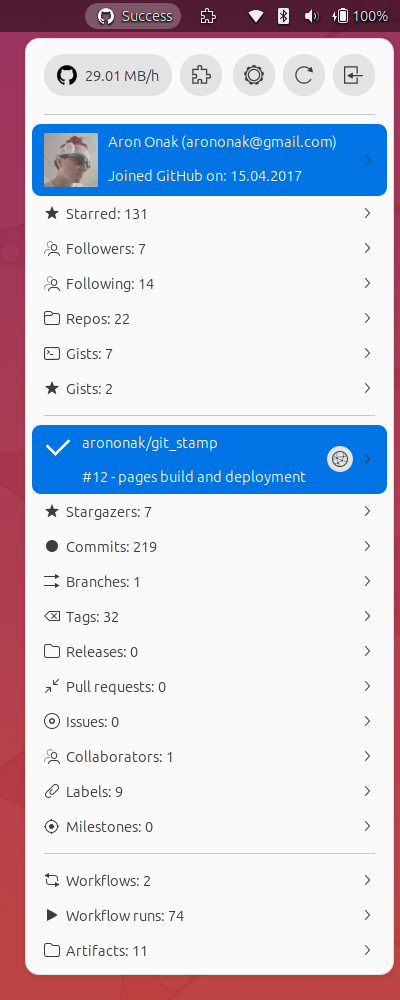 Success
100%
29.01 MB/h
Aron Onak (arononak@gmail.com)
Joined GitHub on: 15.04.2017
Starred: 131
Followers: 7
Following: 14
Repos: 22
Gists: 7
Gists: 2
arononak/git_stamp
#12 - pages build and deployment
Stargazers: 7
Commits: 219
Branches: 1
Tags: 32
Releases: 0
Pull requests: 0
Issues: 0
Collaborators: 1
Labels: 9
Milestones: 0
Workflows: 2
Workflow runs: 74
Artifacts: 11